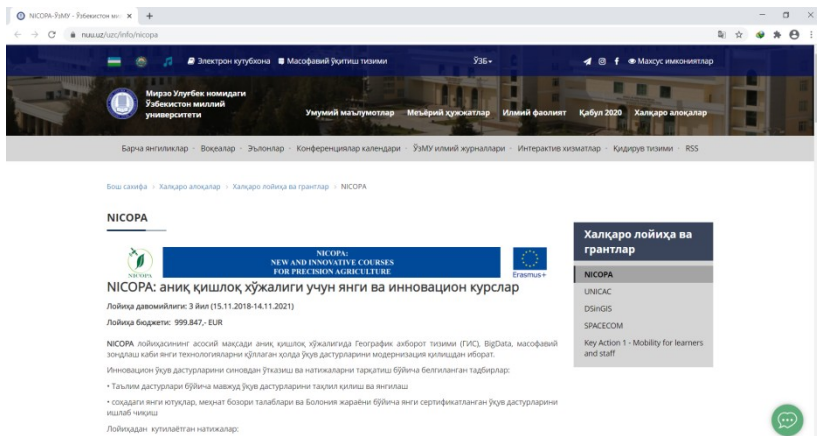 NICOPA-ЎзМУ - Ўзбекистон ми
nuu.uz/uzc/info/nicopa
Электрон кутубхона Масофавий ўқитиш тизими ЎЗБ Махсус имкониятлар
Мирзо Улуғбек номидаги
Ўзбекистон миллий
университети
Умумий маълумотлар Меъёрий ҳужжатлар Илмий фаолият Қабул 2020 Халқаро алоқалар
Барча янгиликлар · Воқеалар · Эълонлар · Конференциялар календари · ЎзМУ илмий журналлари · Интерактив хизматлар · Қидирув тизими · RSS
Бош саҳифа > Халқаро алоқалар > Халқаро лойиҳа ва грантлар > NICOPA
NICOPA
NICOPA
NICOPA:
NEW AND INNOVATIVE COURSES
FOR PRECISION AGRICULTURE
Erasmus+
NICOPA: аниқ қишлоқ хўжалиги учун янги ва инновацион курслар
Лойиҳа давомийлиги: 3 йил (15.11.2018-14.11.2021)
Лойиҳа бюджети: 999.847,- EUR
NICOPA лойиҳасининг асосий мақсади аниқ қишлоқ хўжалигида Географик ахборот тизими (ГИС), BigData, масофавий
зондлаш каби янги технологияларни қўллаган ҳолда ўқув дастурларини модернизация қилишдан иборат.
Инновацион ўқув дастурларини синовдан ўтказиш ва натижаларни тарқатиш бўйича белгиланган тадбирлар:
• Таълим дастурлари бўйича мавжуд ўқув дастурларини таҳлил қилиш ва янгилаш
• соҳадаги янги ютуқлар, меҳнат бозори талаблари ва Болония жараёни бўйича янги сертификатланган ўқув дастурларини
ишлаб чиқиш
Лойиҳадан кутилаётган натижалар:
Халқаро лойиҳа ва
грантлар
NICOPA
UNICAC
DSinGIS
SPACECOM
Key Action 1 - Mobility for learners
and staff